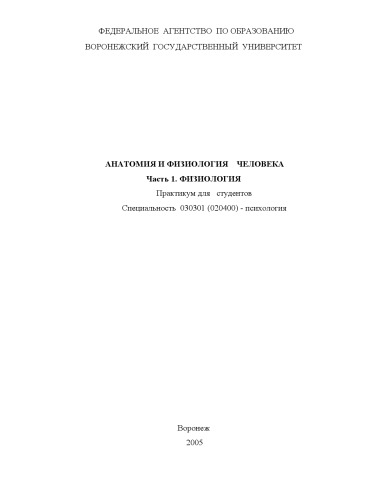 ФЕДЕРАЛЬНОЕ АГЕНТСТВО ПО ОБРАЗОВАНИЮ
ВОРОНЕЖСКИЙ ГОСУДАРСТВЕННЫЙ УНИВЕРСИТЕТ
АНАТОМИЯ И ФИЗИОЛОГИЯ ЧЕЛОВЕКА
Часть 1. ФИЗИОЛОГИЯ
Практикум для студентов
Специальность 030301 (020400) - психология
Воронеж
2005